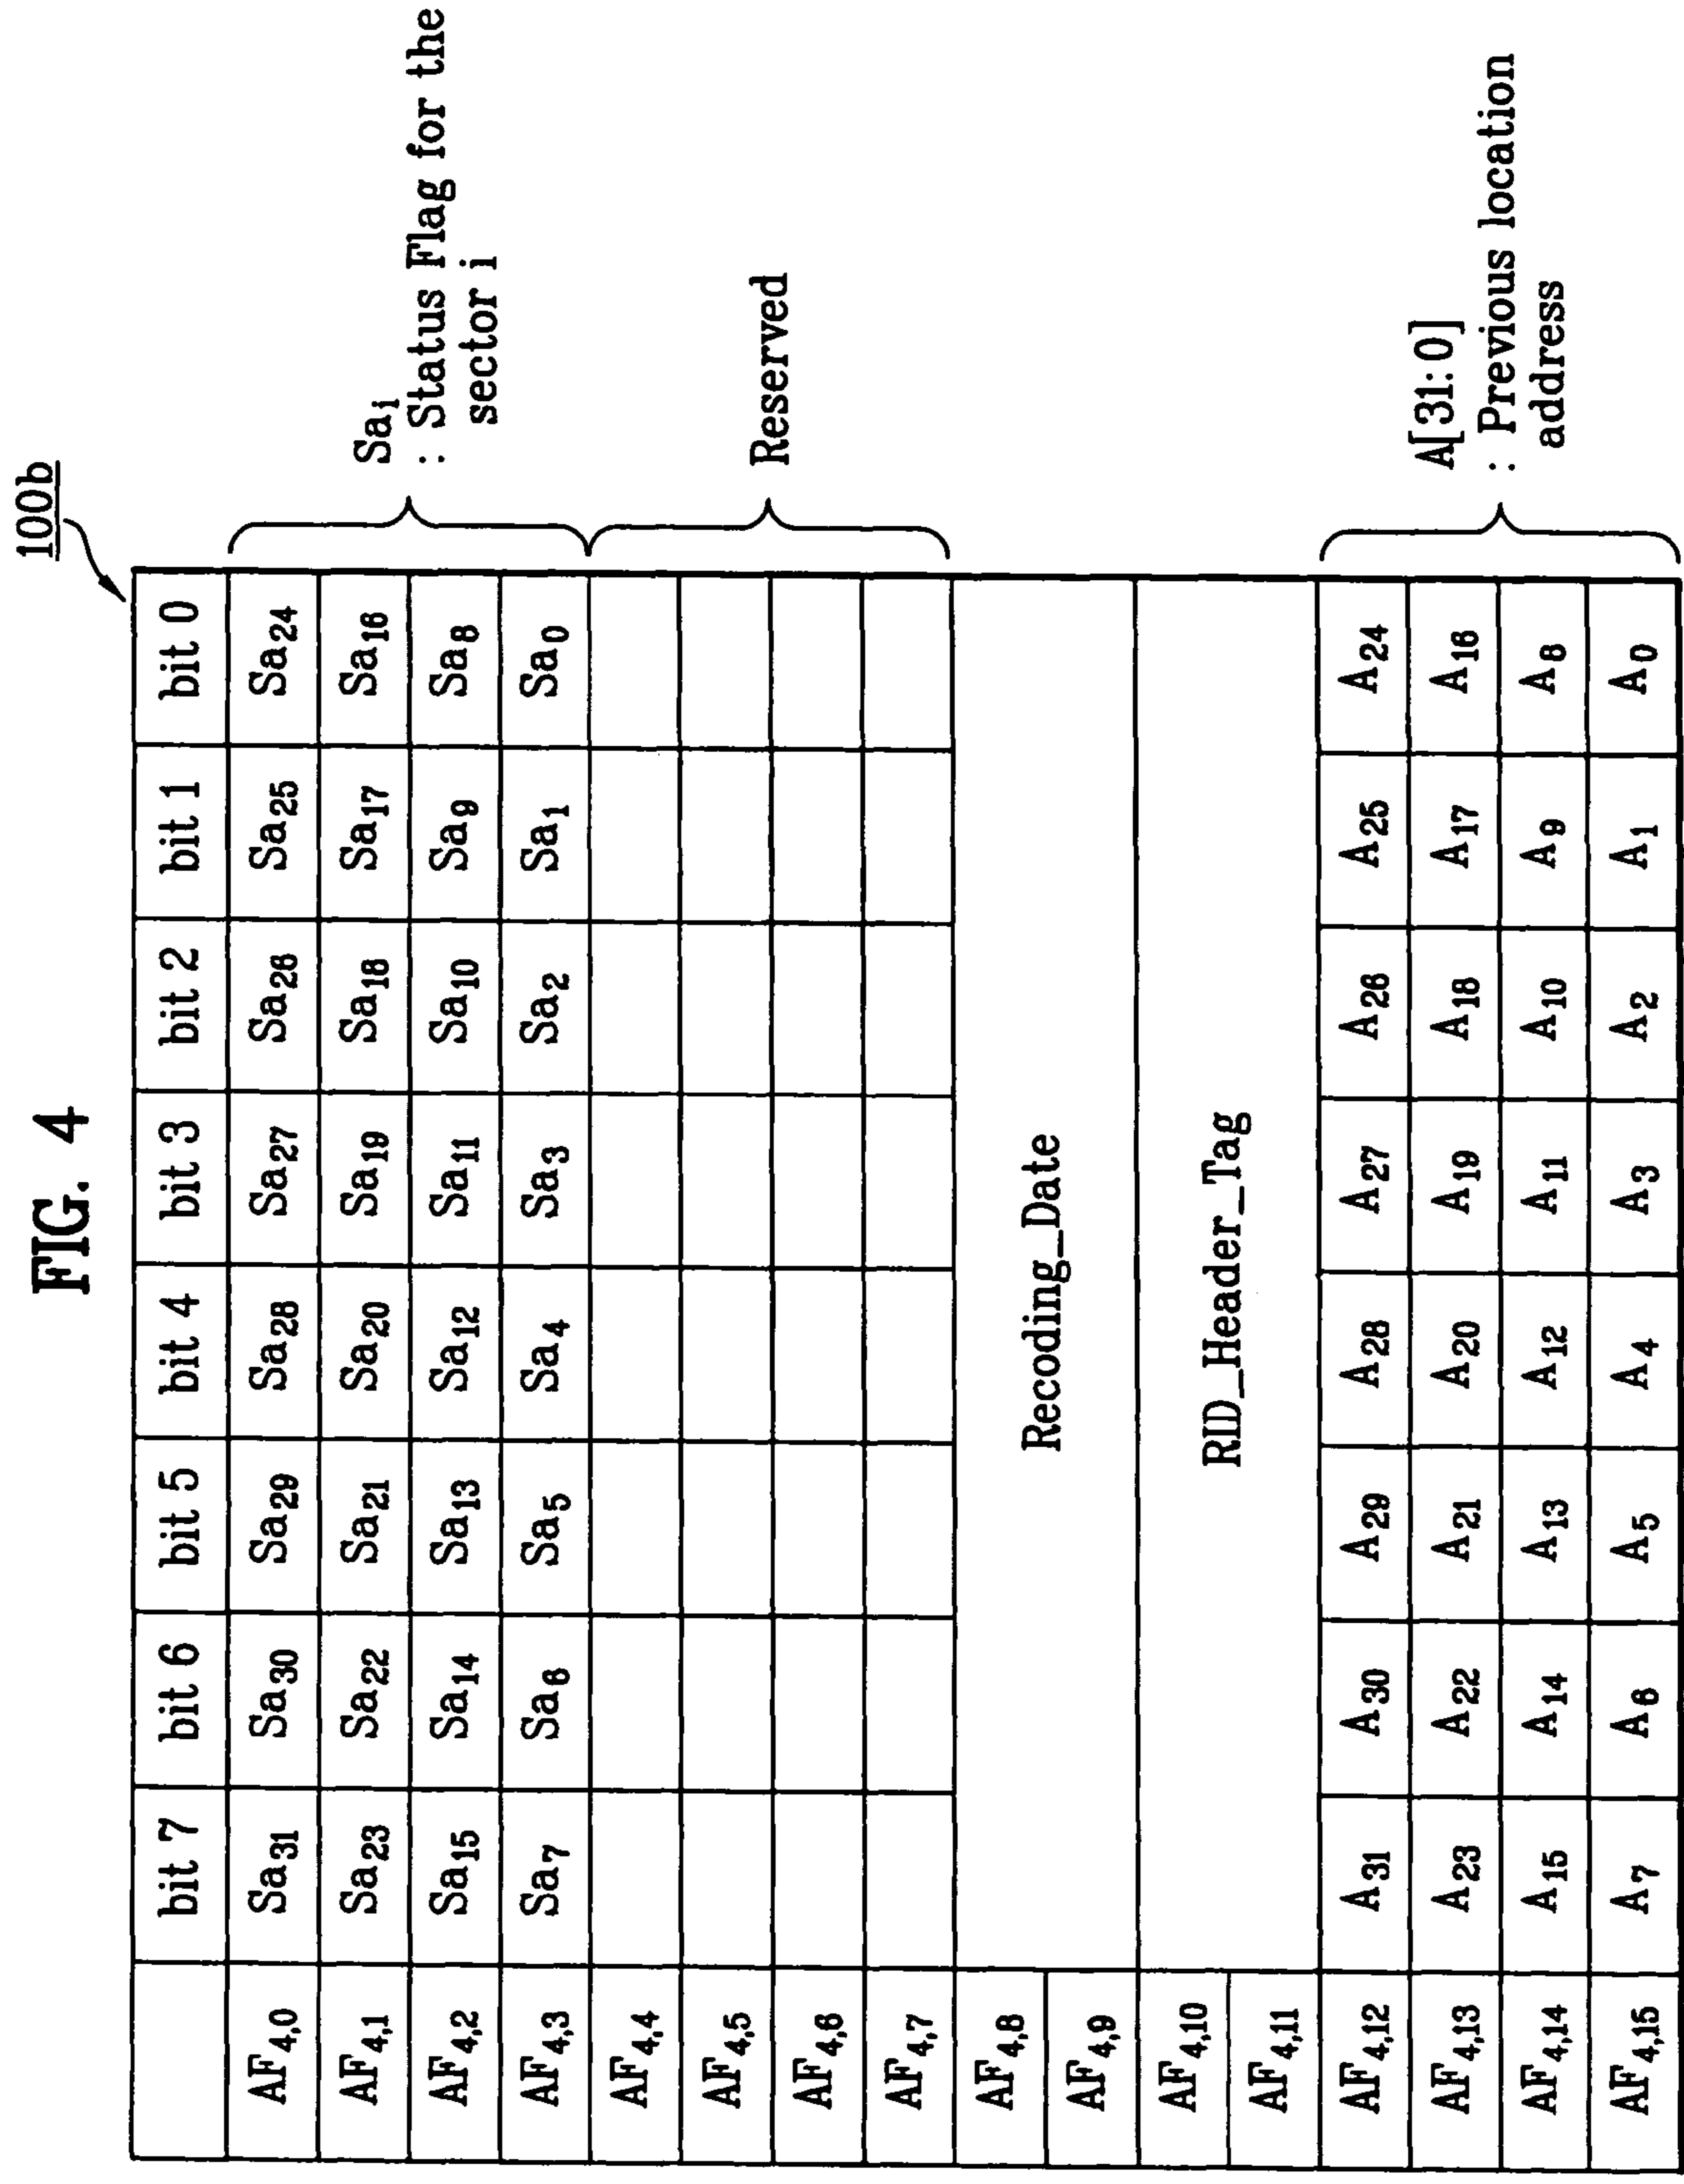 FIG. 4
100b
bit 7 bit 6 bit 5 bit 4 bit 3 bit 2 bit 1 bit 0
AF4,0 Sa31 Sa30 Sa29 Sa28 Sa27 Sa26 Sa25 Sa24
AF4,1 Sa23 Sa22 Sa21 Sa20 Sa19 Sa18 Sa17 Sa16
AF4,2 Sa15 Sa14 Sa13 Sa12 Sa11 Sa10 Sa9 Sa8
AF4,3 Sa7 Sa6 Sa5 Sa4 Sa3 Sa2 Sa1 Sa0
Sai
: Status Flag for the
sector i
AF4,4
AF4,5
AF4,6
AF4,7
Reserved
AF4,8
Recoding_Date
AF4,9
AF4,10
RID_Header_Tag
AF4,11
AF4,12 A31 A30 A29 A28 A27 A26 A25 A24
AF4,13 A23 A22 A21 A20 A19 A18 A17 A16
AF4,14 A15 A14 A13 A12 A11 A10 A9 A8
AF4,15 A7 A6 A5 A4 A3 A2 A1 A0
A[31:0]
: Previous location
address